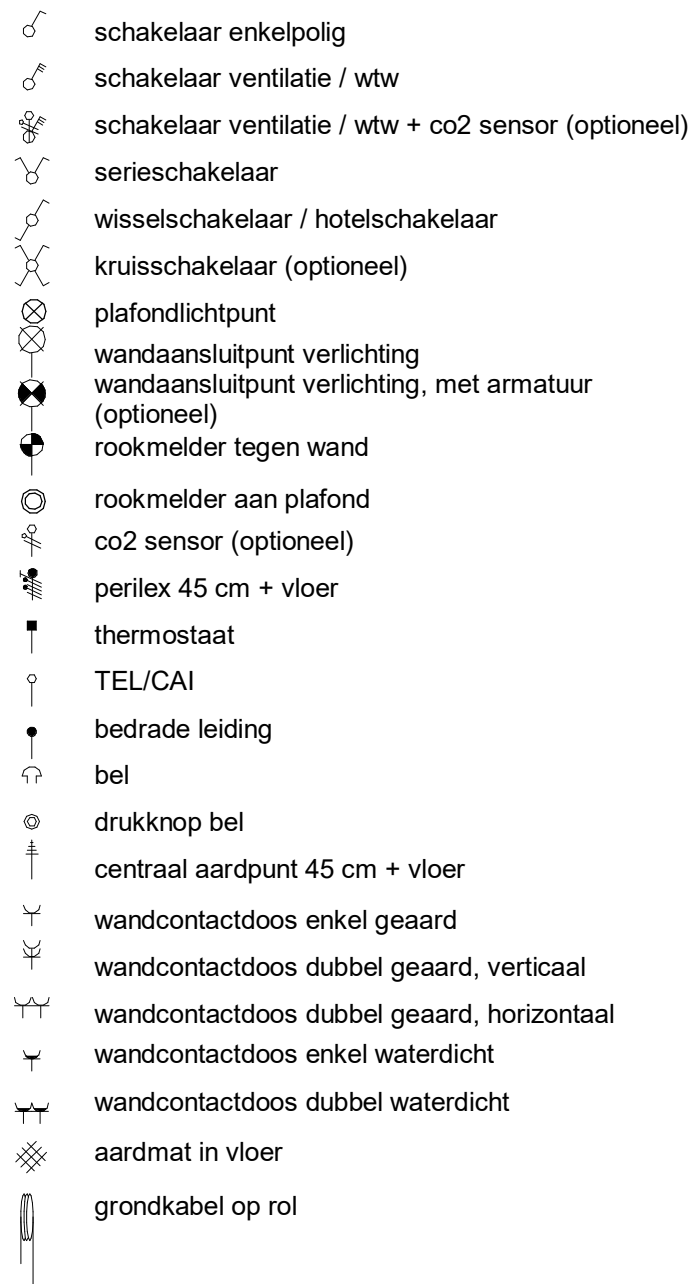 schakelaar enkelpolig
schakelaar ventilatie / wtw
schakelaar ventilatie / wtw + co2 sensor (optioneel)
serieschakelaar
wisselschakelaar / hotelschakelaar
kruisschakelaar (optioneel)
plafondlichtpunt
wandaansluitpunt verlichting
wandaansluitpunt verlichting, met armatuur
(optioneel)
rookmelder tegen wand
rookmelder aan plafond
co2 sensor (optioneel)
perilex 45 cm + vloer
thermostaat
TEL/CAI
bedrade leiding
bel
drukknop bel
centraal aardpunt 45 cm + vloer
wandcontactdoos enkel geaard
wandcontactdoos dubbel geaard, verticaal
wandcontactdoos dubbel geaard, horizontaal
wandcontactdoos enkel waterdicht
wandcontactdoos dubbel waterdicht
aardmat in vloer
grondkabel op rol